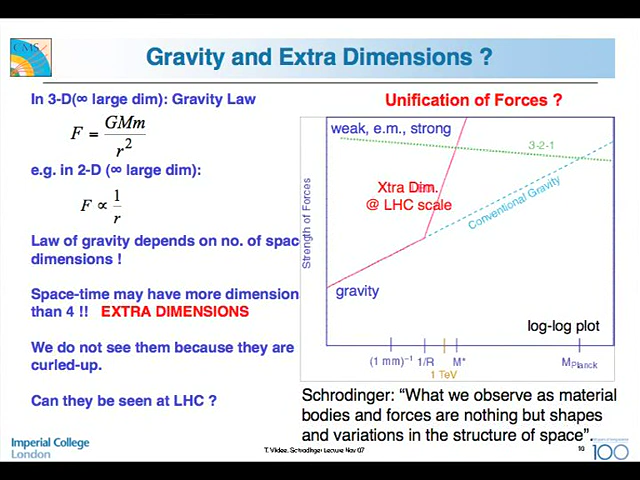 CMS
Gravity and Extra Dimensions ?
In 3-D(∞ large dim): Gravity Law
F = GMm / r²
e.g. in 2-D (∞ large dim):
F ∝ 1 / r
Law of gravity depends on no. of spac
dimensions !
Space-time may have more dimension
than 4 !! EXTRA DIMENSIONS
We do not see them because they are
curled-up.
Can they be seen at LHC ?
Unification of Forces ?
weak, e.m., strong
3-2-1
Xtra Dim.
@ LHC scale
Conventional Gravity
Strength of Forces
gravity
log-log plot
(1 mm)⁻¹ 1/R M* M_Planck
1 TeV
Schrodinger: “What we observe as material
bodies and forces are nothing but shapes
and variations in the structure of space”
Imperial College
London
T. Virdee, Schrodinger Lecture Nov 07
10
100